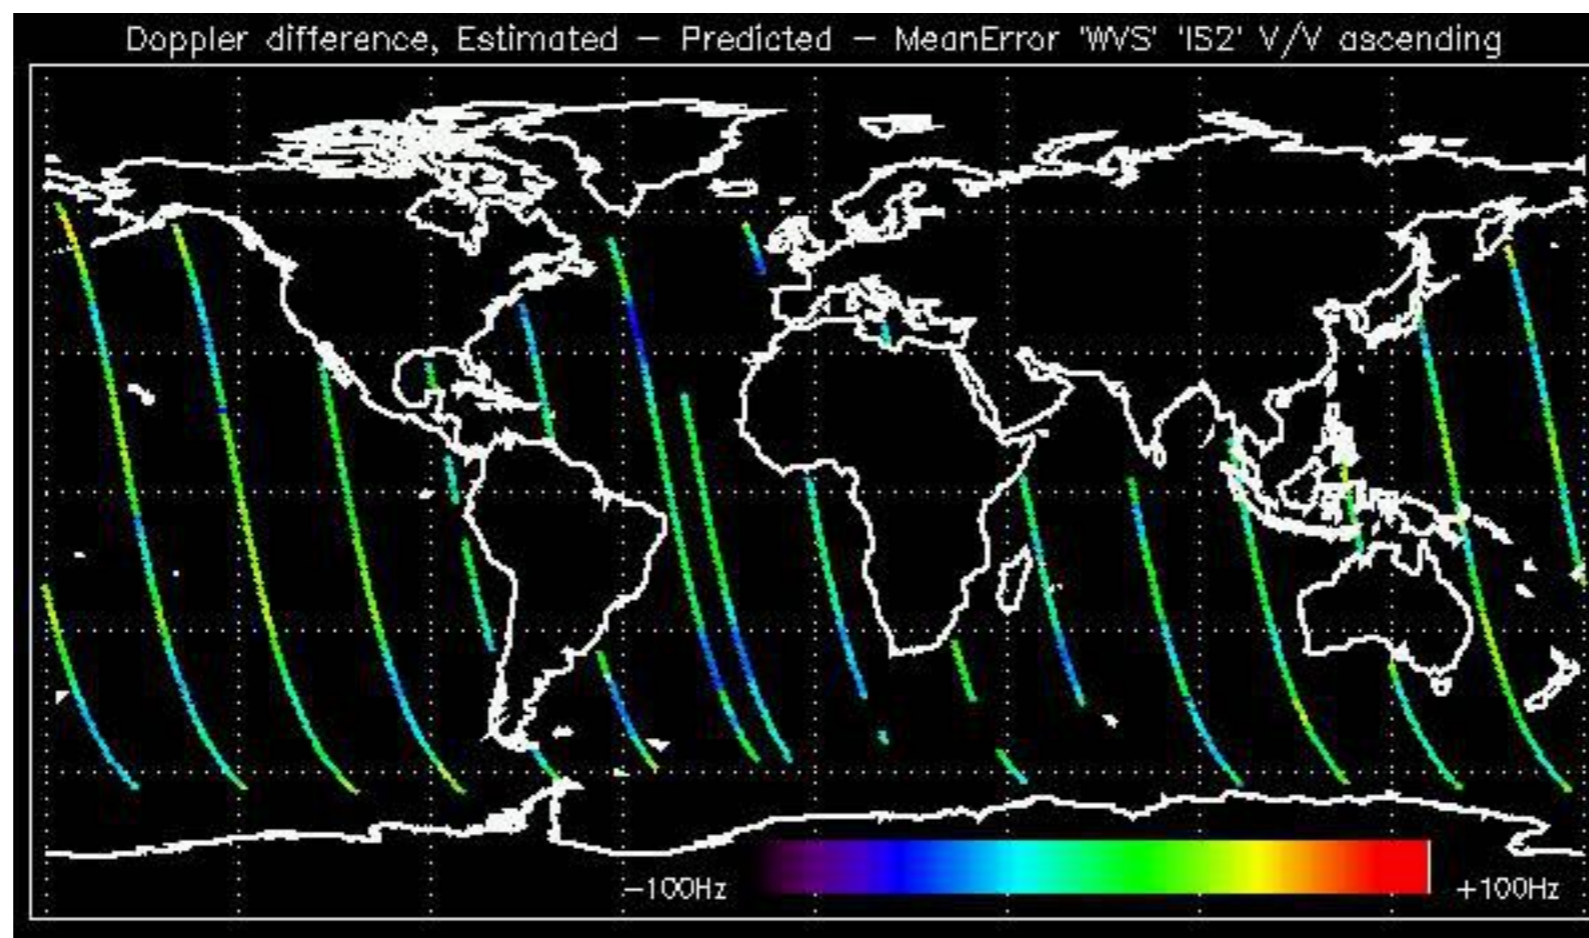 Doppler difference, Estimated – Predicted – MeanError 'WVS' 'IS2' V/V ascending
–100Hz +100Hz